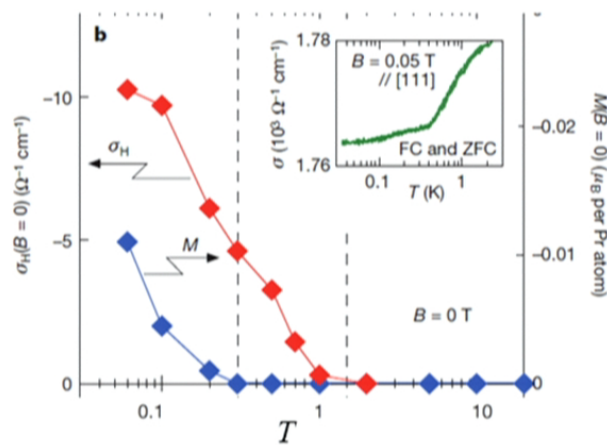 b
σH(B = 0) (Ω⁻¹ cm⁻¹)
–10
–5
0
σH
M
0.1
1
10
T
B = 0 T
M(B = 0) (μB per Pr atom)
0
–0.02
–0.01
0
σ (10³ Ω⁻¹ cm⁻¹)
1.78
1.76
B = 0.05 T
// [111]
FC and ZFC
0.1
1
T (K)